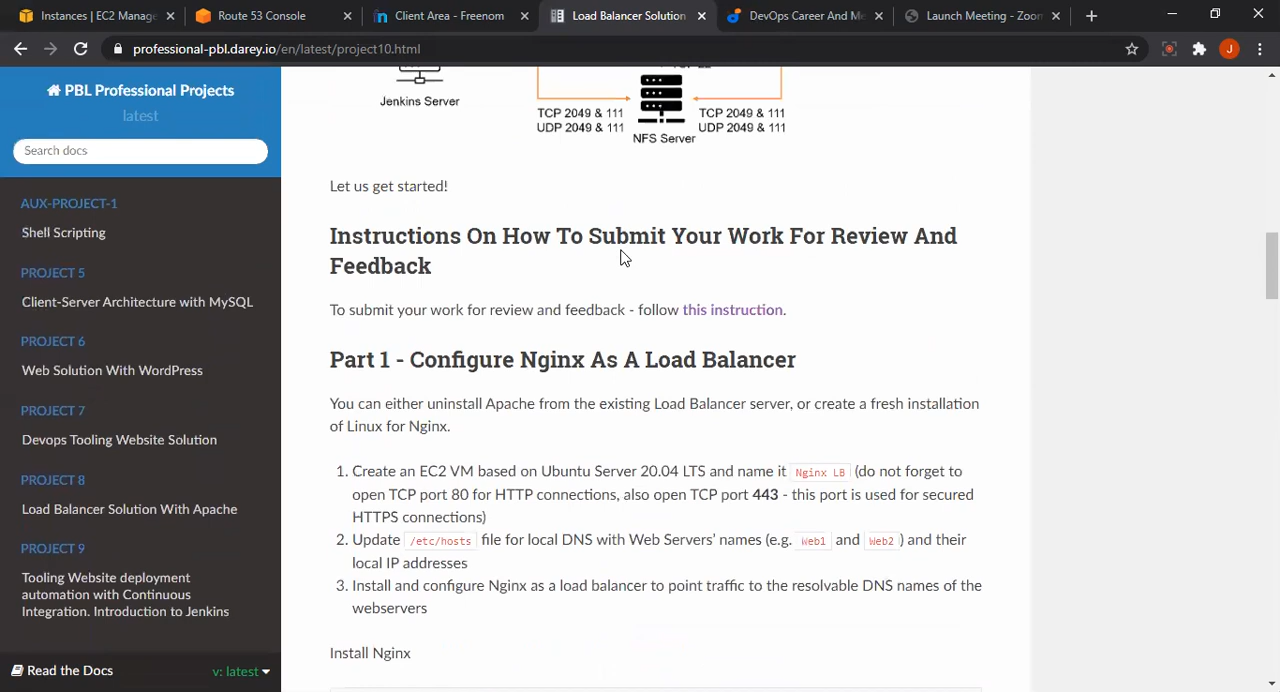 Instances | EC2 Manage
Route 53 Console
Client Area - Freenom
Load Balancer Solution
DevOps Career And Me
Launch Meeting - Zoom
professional-pbl.darey.io/en/latest/project10.html
J
PBL Professional Projects
latest
Search docs
AUX-PROJECT-1
Shell Scripting
PROJECT 5
Client-Server Architecture with MySQL
PROJECT 6
Web Solution With WordPress
PROJECT 7
Devops Tooling Website Solution
PROJECT 8
Load Balancer Solution With Apache
PROJECT 9
Tooling Website deployment
automation with Continuous
Integration. Introduction to Jenkins
Read the Docs
v: latest
Jenkins Server
TCP 2049 & 111
UDP 2049 & 111
TCP 2049 & 111
UDP 2049 & 111
NFS Server
Let us get started!
Instructions On How To Submit Your Work For Review And
Feedback
To submit your work for review and feedback - follow this instruction.
Part 1 - Configure Nginx As A Load Balancer
You can either uninstall Apache from the existing Load Balancer server, or create a fresh installation
of Linux for Nginx.
1. Create an EC2 VM based on Ubuntu Server 20.04 LTS and name it Nginx LB (do not forget to
open TCP port 80 for HTTP connections, also open TCP port 443 - this port is used for secured
HTTPS connections)
2. Update /etc/hosts file for local DNS with Web Servers' names (e.g. Web1 and Web2) and their
local IP addresses
3. Install and configure Nginx as a load balancer to point traffic to the resolvable DNS names of the
webservers
Install Nginx